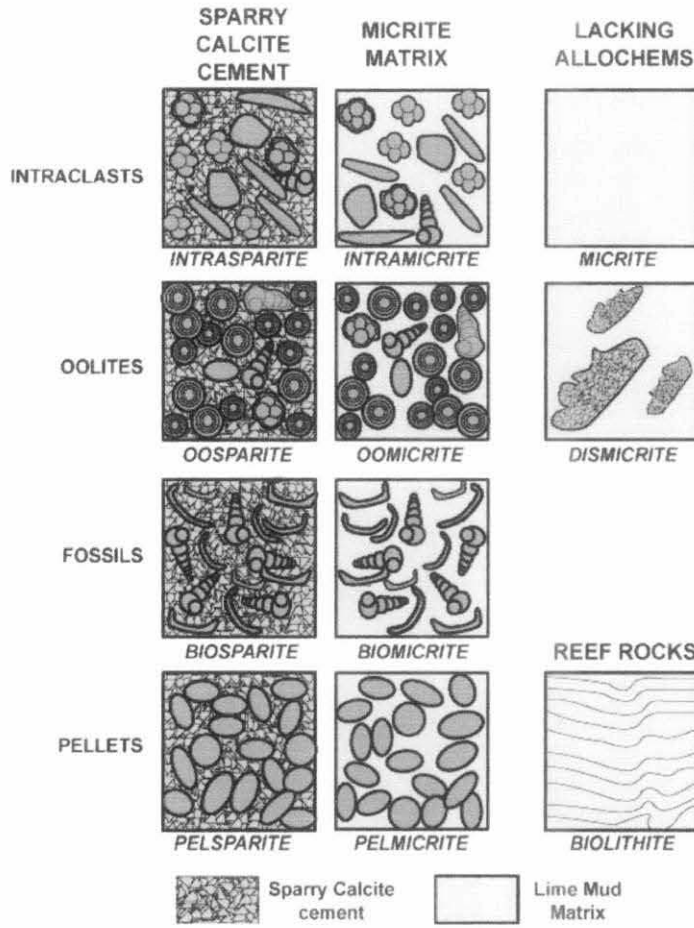 SPARRY
CALCITE
CEMENT
MICRITE
MATRIX
LACKING
ALLOCHEMS
INTRACLASTS
INTRASPARITE
INTRAMICRITE
MICRITE
OOLITES
OOSPARITE
OOMICRITE
DISMICRITE
FOSSILS
BIOSPARITE
BIOMICRITE
REEF ROCKS
PELLETS
PELSPARITE
PELMICRITE
BIOLITHITE
Sparry Calcite
cement
Lime Mud
Matrix